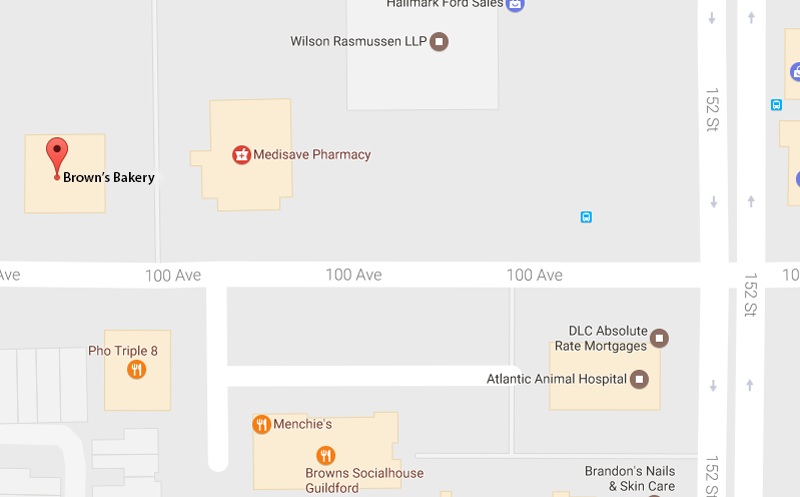 Hallmark Ford Sales
Wilson Rasmussen LLP
152 St
Medisave Pharmacy
Brown's Bakery
Ave
100 Ave
100 Ave
100 Ave
10
152 St
DLC Absolute
Rate Mortgages
Pho Triple 8
Atlantic Animal Hospital
Menchie's
Browns Socialhouse
Guildford
Brandon's Nails
& Skin Care
152 St